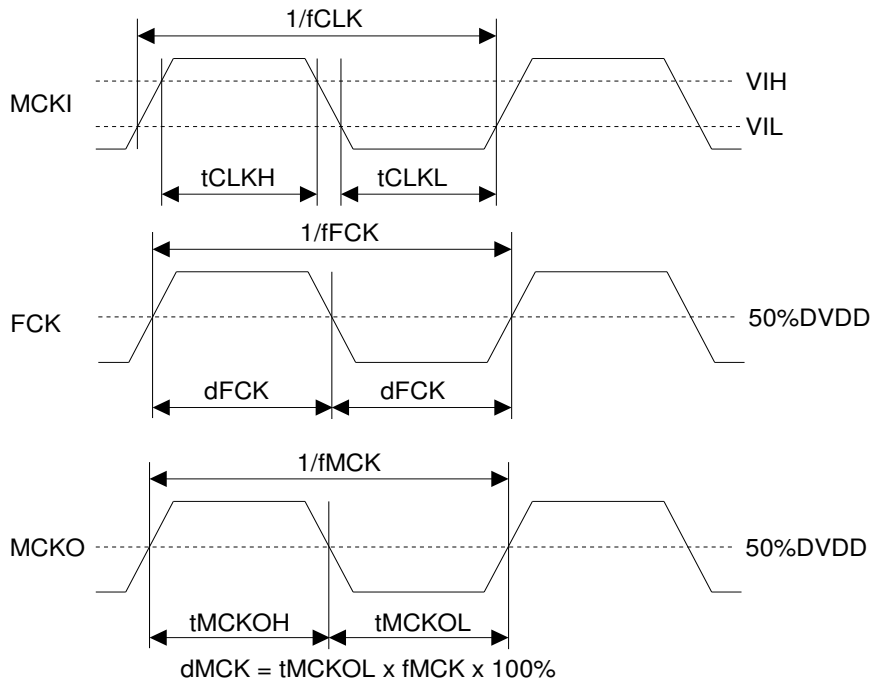 1/fCLK
MCKI
VIH
VIL
tCLKH
tCLKL
1/fFCK
FCK
50%DVDD
dFCK
dFCK
1/fMCK
MCKO
50%DVDD
tMCKOH
tMCKOL
dMCK = tMCKOL x fMCK x 100%